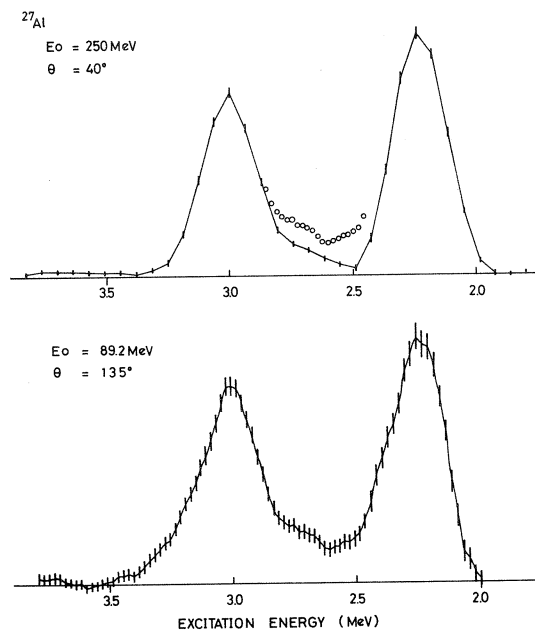 27Al
Eo = 250 MeV
θ = 40°
3.5 3.0 2.5 2.0
Eo = 89.2 MeV
θ = 135°
3.5 3.0 2.5 2.0
EXCITATION ENERGY (MeV)